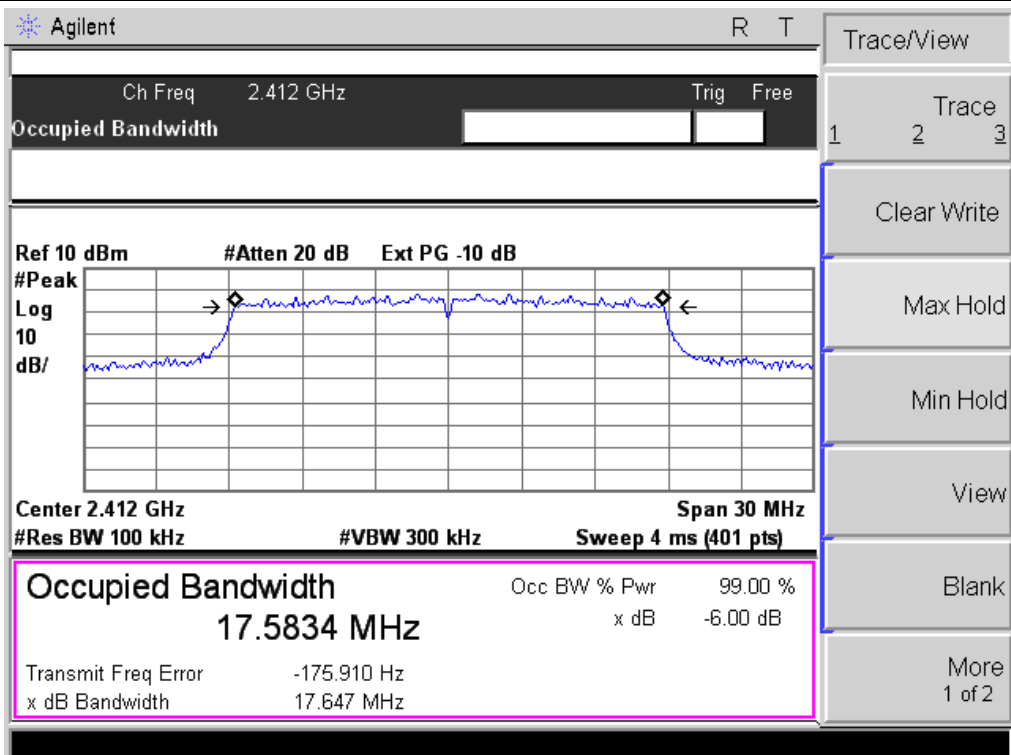 Agilent R T
Trace/View
Ch Freq 2.412 GHz Trig Free
Occupied Bandwidth
Trace
1 2 3
Clear Write
Ref 10 dBm #Atten 20 dB Ext PG -10 dB
#Peak
Log
10
dB/
Max Hold
Min Hold
View
Center 2.412 GHz Span 30 MHz
#Res BW 100 kHz #VBW 300 kHz Sweep 4 ms (401 pts)
Occupied Bandwidth Occ BW % Pwr 99.00 %
17.5834 MHz x dB -6.00 dB
Blank
Transmit Freq Error -175.910 Hz
x dB Bandwidth 17.647 MHz
More
1 of 2